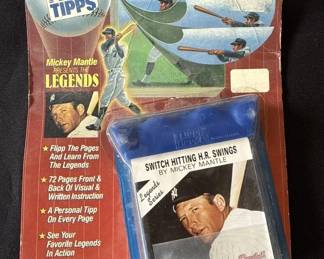 TIPPS
Mickey Mantle
PRESENTS THE
LEGENDS
★ Flipp The Pages
And Learn From
The Legends
★ 72 Pages Front &
Back Of Visual &
Written Instruction
★ A Personal Tipp
On Every Page
★ See Your
Favorite Legends
In Action
SWITCH HITTING H.R. SWINGS
BY MICKEY MANTLE
Legends
Series
Baseball